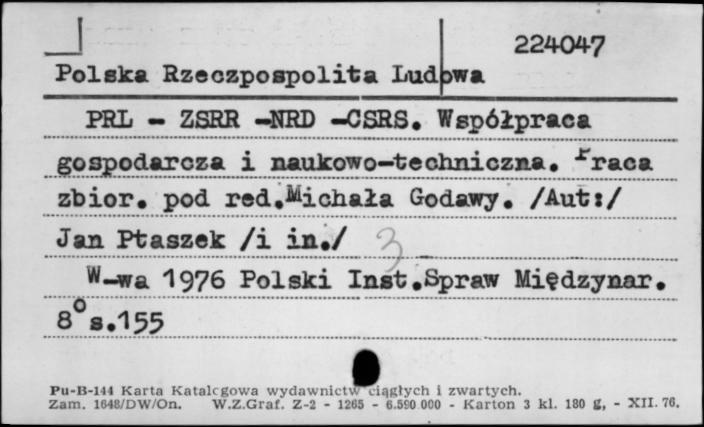 224047
Polska Rzeczpospolita Ludowa
PRL - ZSRR -NRD -CSRS. Współpraca
gospodarcza i naukowo-techniczna. Praca
zbior. pod red.Michała Godawy. /Aut:/
Jan Ptaszek /i in./ 3
W-wa 1976 Polski Inst.Spraw Międzynar.
8° s.155
Pu-B-144 Karta Katalogowa wydawnictw ciągłych i zwartych.
Zam. 1648/DW/On. W.Z.Graf. Z-2 - 1265 - 6.590 000 - Karton 3 kl. 180 g, - XII. 76.